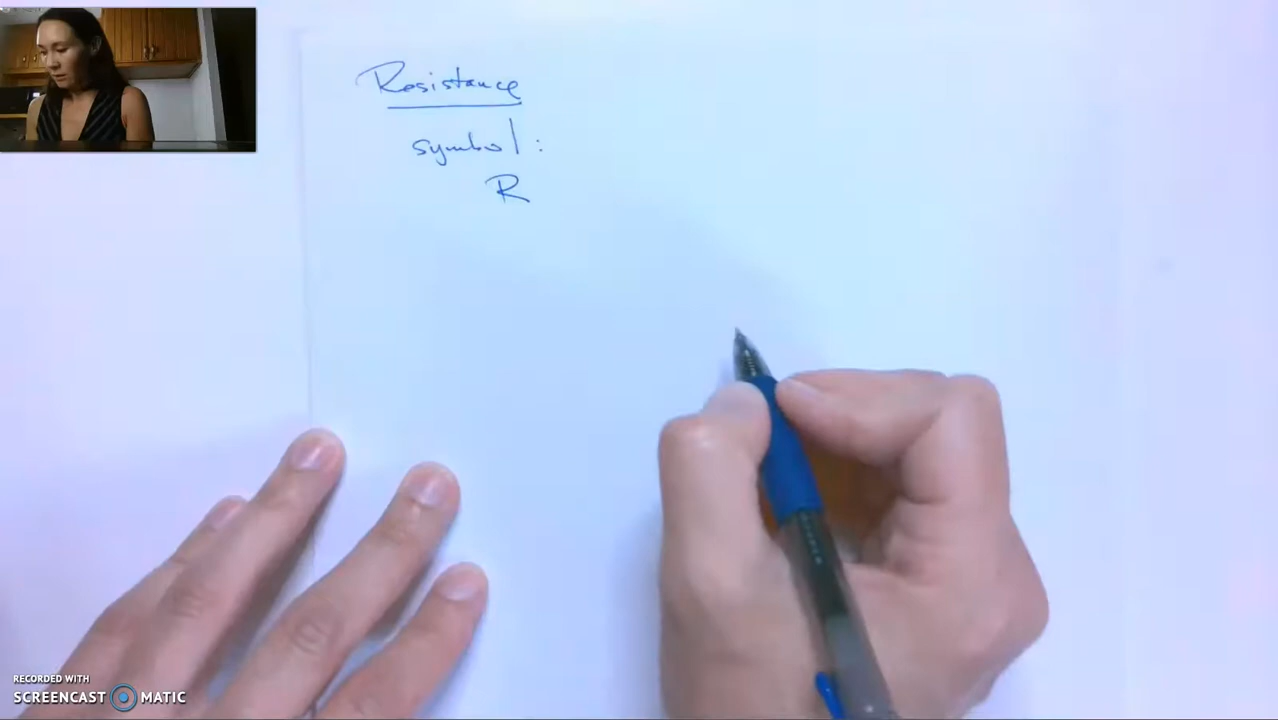 Resistance
symbol:
R
RECORDED WITH
SCREENCAST MATIC